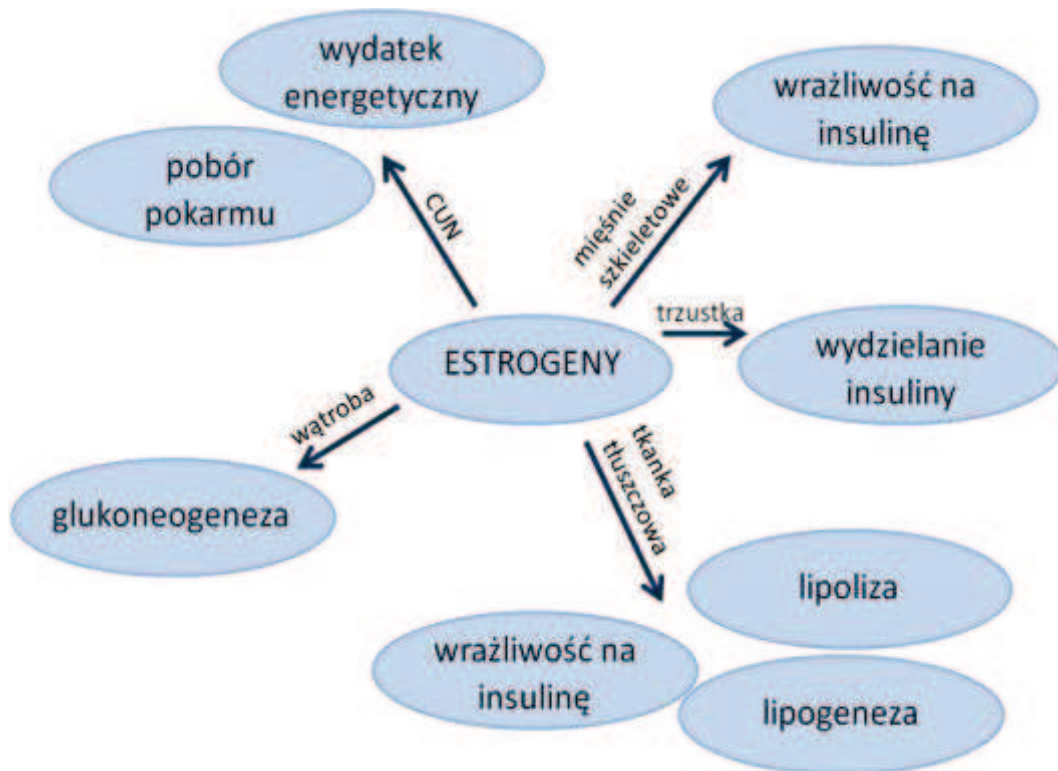 wydatek
energetyczny
pobór
pokarmu
CUN
wrażliwość na
insulinę
mięśnie
szkieletowe
trzustka
wydzielanie
insuliny
ESTROGENY
wątroba
glukoneogeneza
tkanka
tłuszczowa
lipoliza
wrażliwość na
insulinę
lipogeneza